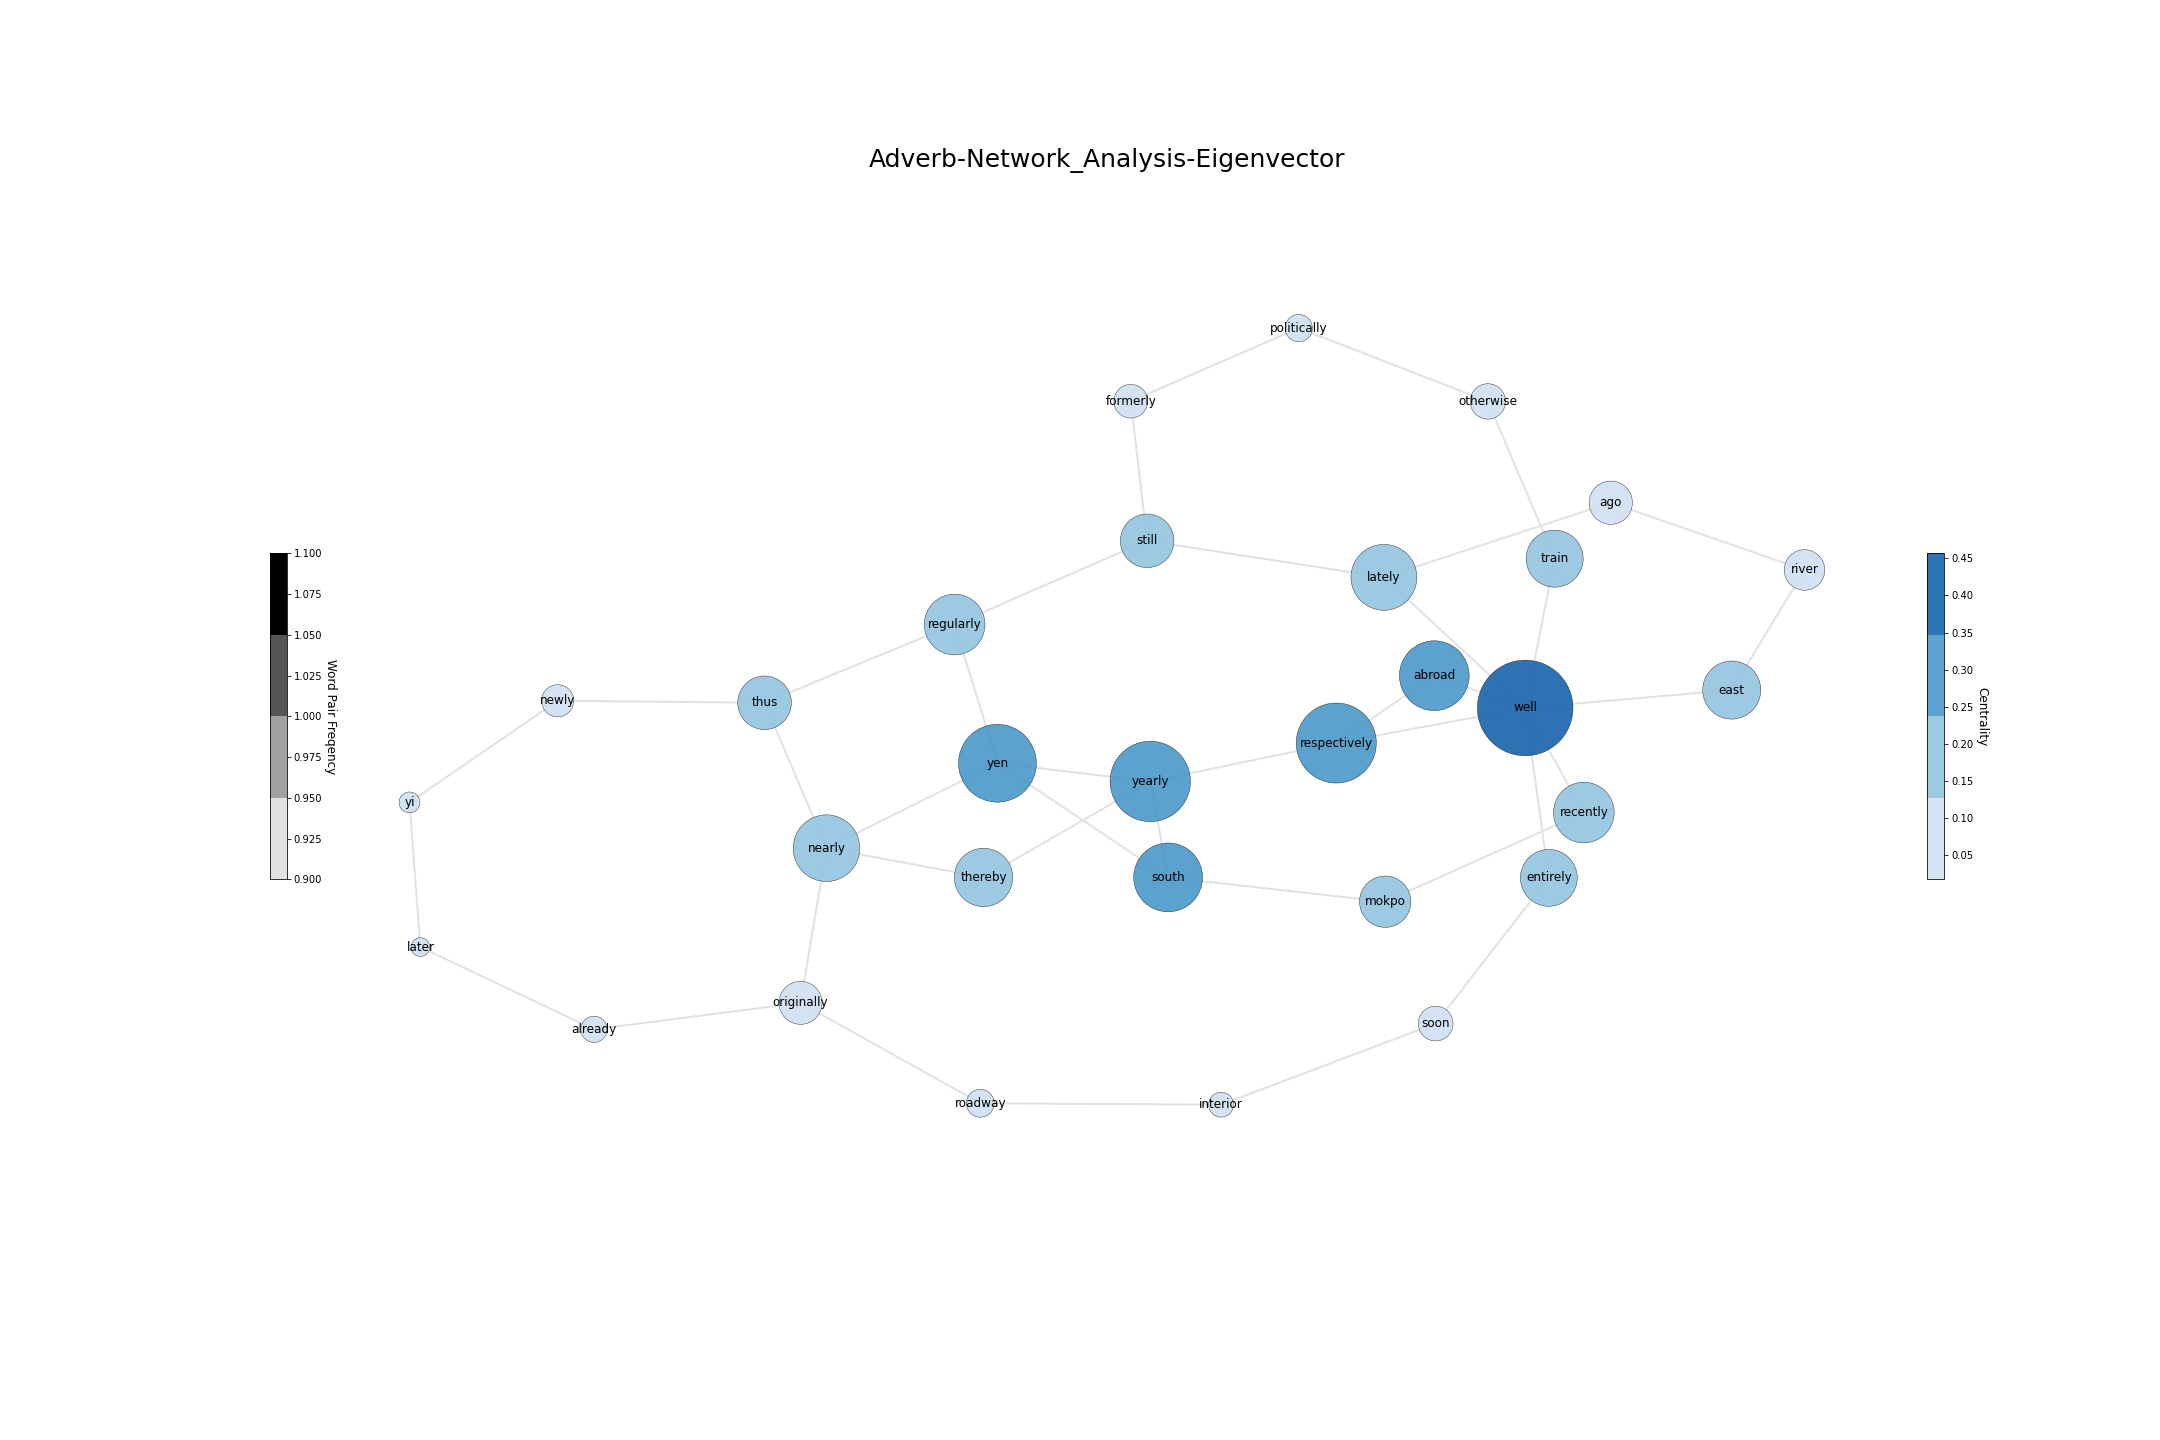 Adverb-Network_Analysis-Eigenvector
politically
formerly
otherwise
ago
still
train
river
lately
regularly
abroad
east
newly
thus
well
respectively
yen
yearly
yi
recently
nearly
thereby
south
entirely
mokpo
later
originally
soon
already
roadway
interior
1.100
1.075
1.050
1.025
1.000
0.975
0.950
0.925
0.900
Word Pair Freqency
0.45
0.40
0.35
0.30
0.25
0.20
0.15
0.10
0.05
Centrality